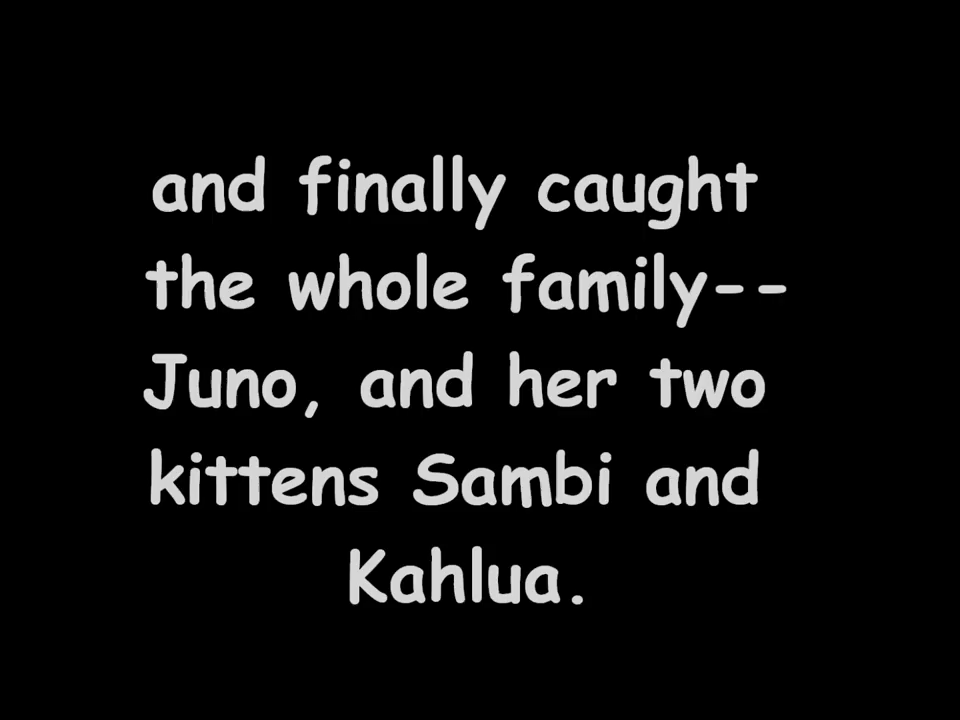 and finally caught
the whole family--
Juno, and her two
kittens Sambi and
Kahlua.